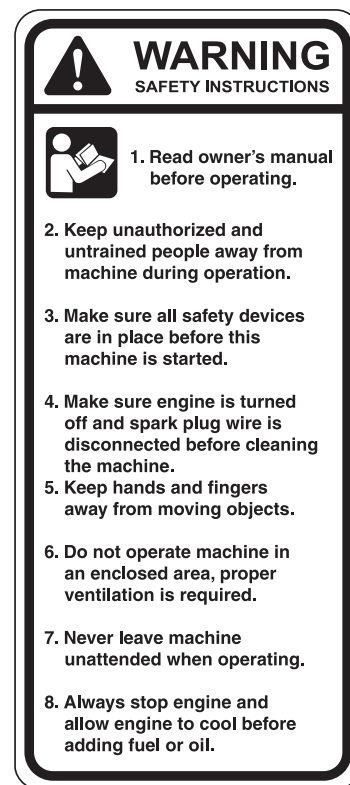 WARNING
SAFETY INSTRUCTIONS
1. Read owner's manual
before operating.
2. Keep unauthorized and
untrained people away from
machine during operation.
3. Make sure all safety devices
are in place before this
machine is started.
4. Make sure engine is turned
off and spark plug wire is
disconnected before cleaning
the machine.
5. Keep hands and fingers
away from moving objects.
6. Do not operate machine in
an enclosed area, proper
ventilation is required.
7. Never leave machine
unattended when operating.
8. Always stop engine and
allow engine to cool before
adding fuel or oil.